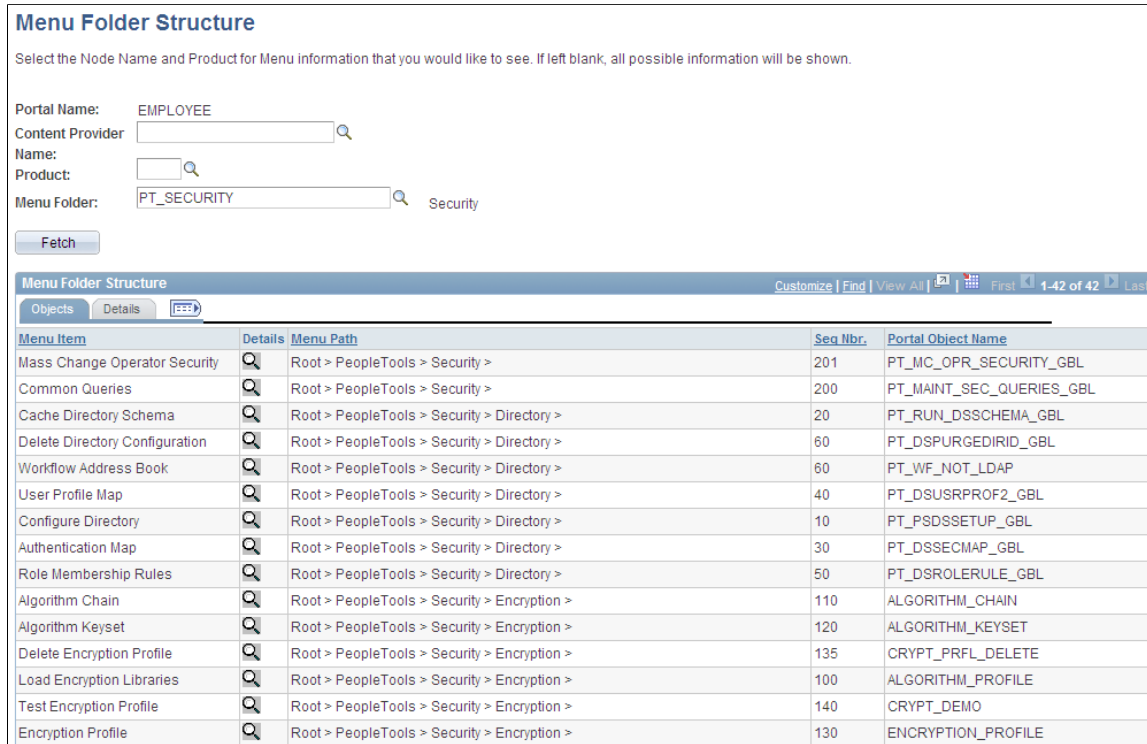 Menu Folder Structure
Select the Node Name and Product for Menu information that you would like to see. If left blank, all possible information will be shown.
Portal Name: EMPLOYEE
Content Provider
Name:
Product:
Menu Folder: PT_SECURITY Security
Fetch
Menu Folder Structure Customize | Find | View All | | First 1-42 of 42 Last
Objects Details
Menu Item Details Menu Path Seq Nbr. Portal Object Name
Mass Change Operator Security Root > PeopleTools > Security > 201 PT_MC_OPR_SECURITY_GBL
Common Queries Root > PeopleTools > Security > 200 PT_MAINT_SEC_QUERIES_GBL
Cache Directory Schema Root > PeopleTools > Security > Directory > 20 PT_RUN_DSSCHEMA_GBL
Delete Directory Configuration Root > PeopleTools > Security > Directory > 60 PT_DSPURGEDIRID_GBL
Workflow Address Book Root > PeopleTools > Security > Directory > 60 PT_WF_NOT_LDAP
User Profile Map Root > PeopleTools > Security > Directory > 40 PT_DSUSRPROF2_GBL
Configure Directory Root > PeopleTools > Security > Directory > 10 PT_PSDSSETUP_GBL
Authentication Map Root > PeopleTools > Security > Directory > 30 PT_DSSECMAP_GBL
Role Membership Rules Root > PeopleTools > Security > Directory > 50 PT_DSROLERULE_GBL
Algorithm Chain Root > PeopleTools > Security > Encryption > 110 ALGORITHM_CHAIN
Algorithm Keyset Root > PeopleTools > Security > Encryption > 120 ALGORITHM_KEYSET
Delete Encryption Profile Root > PeopleTools > Security > Encryption > 135 CRYPT_PRFL_DELETE
Load Encryption Libraries Root > PeopleTools > Security > Encryption > 100 ALGORITHM_PROFILE
Test Encryption Profile Root > PeopleTools > Security > Encryption > 140 CRYPT_DEMO
Encryption Profile Root > PeopleTools > Security > Encryption > 130 ENCRYPTION_PROFILE